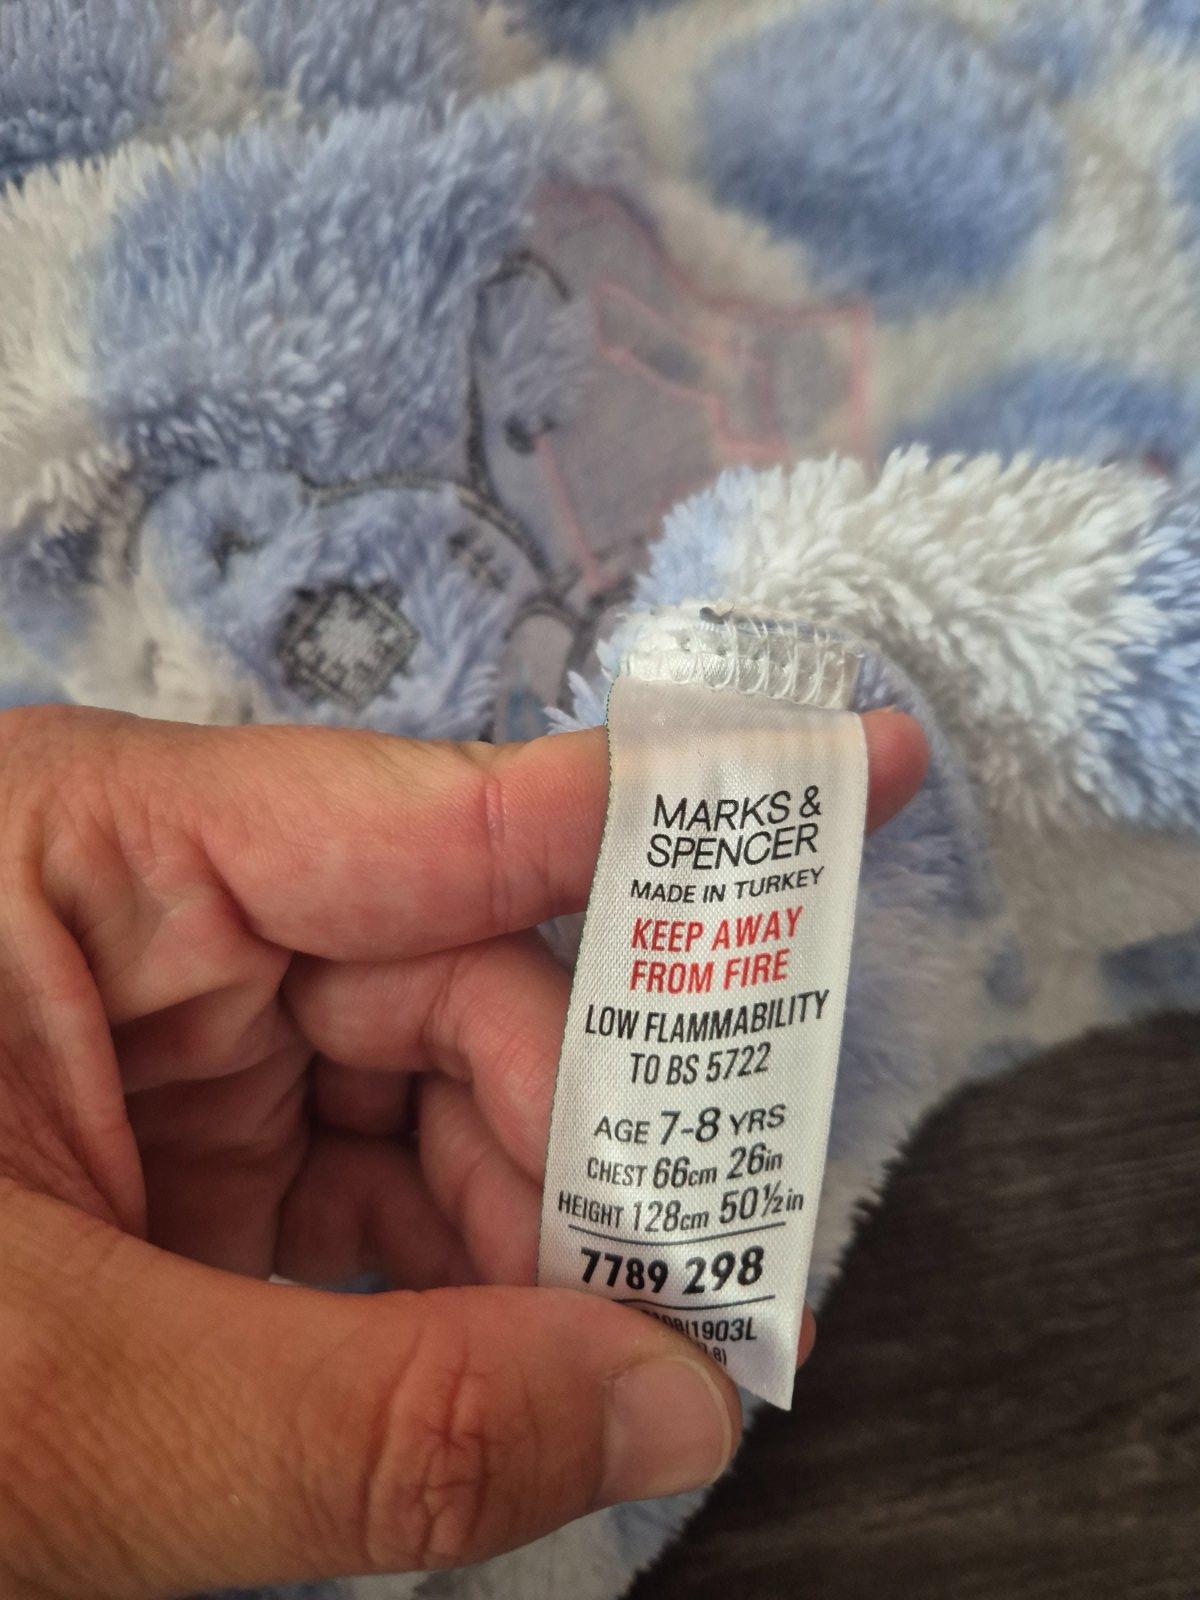 MARKS &
SPENCER
MADE IN TURKEY
KEEP AWAY
FROM FIRE
LOW FLAMMABILITY
TO BS 5722
AGE 7-8 YRS
CHEST 66cm 26in
HEIGHT 128cm 50½in
7789 298
/1903L